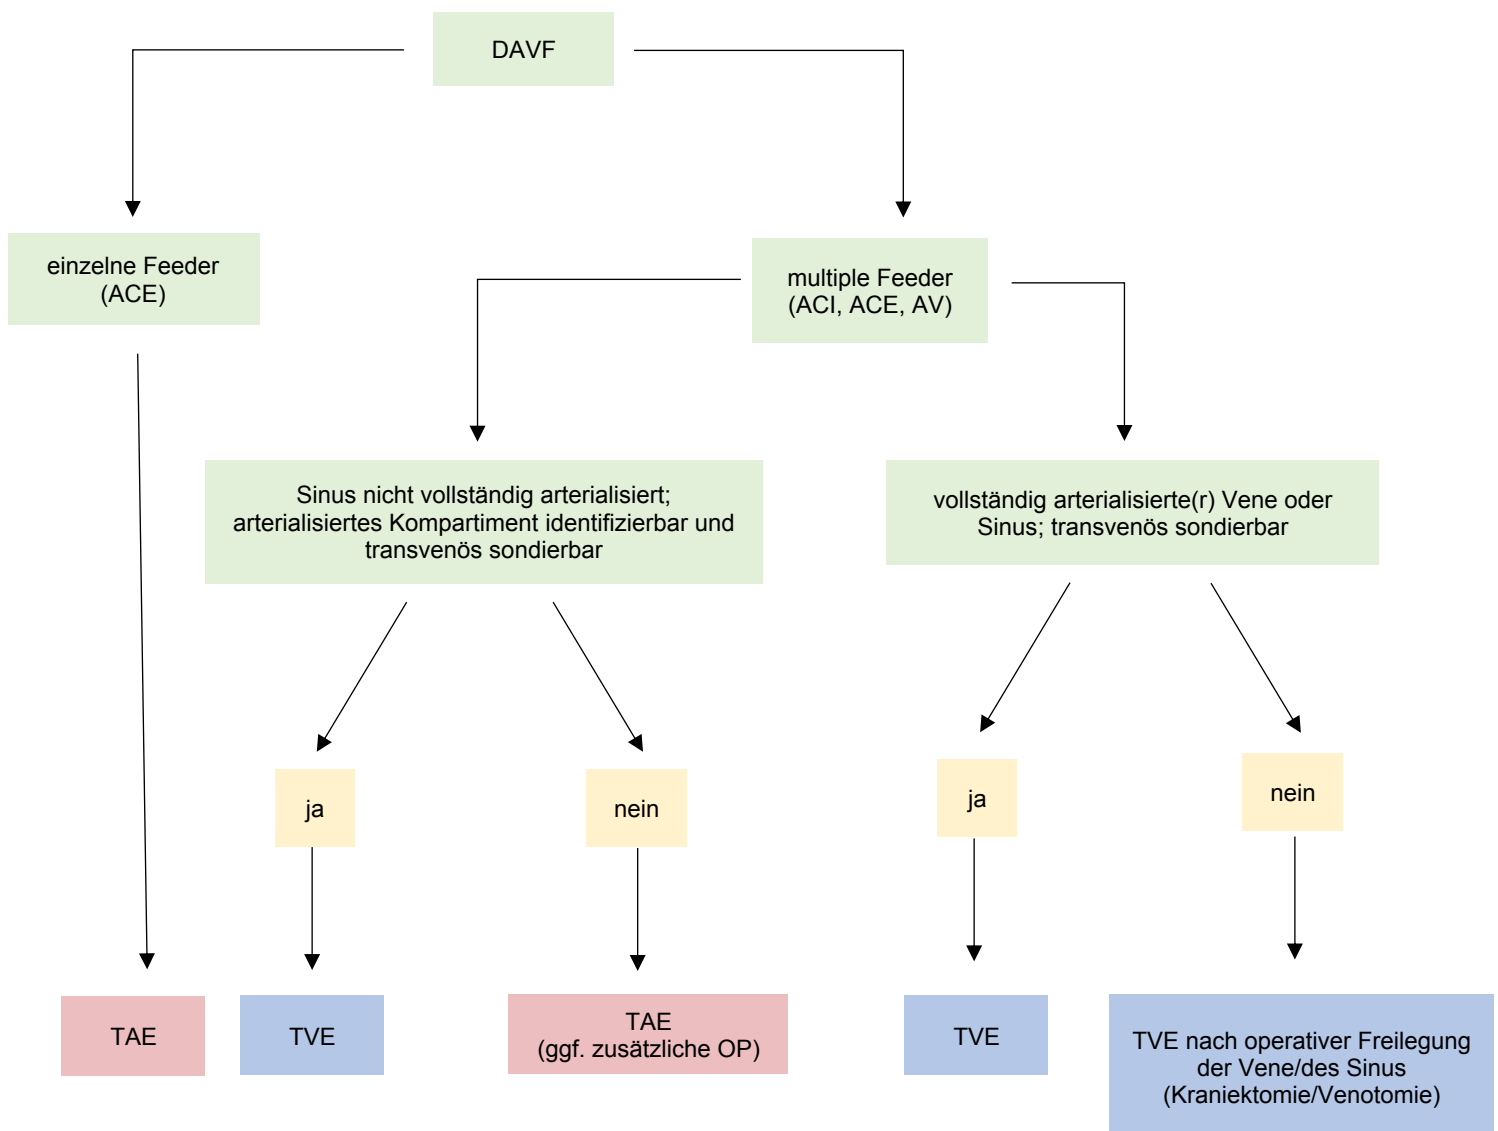 DAVF
einzelne Feeder
(ACE)
multiple Feeder
(ACI, ACE, AV)
Sinus nicht vollständig arterialisiert;
arterialisiertes Kompartiment identifizierbar und
transvenös sondierbar
vollständig arterialisierte(r) Vene oder
Sinus; transvenös sondierbar
ja
nein
ja
nein
TAE
TVE
TAE
(ggf. zusätzliche OP)
TVE
TVE nach operativer Freilegung
der Vene/des Sinus
(Kraniektomie/Venotomie)